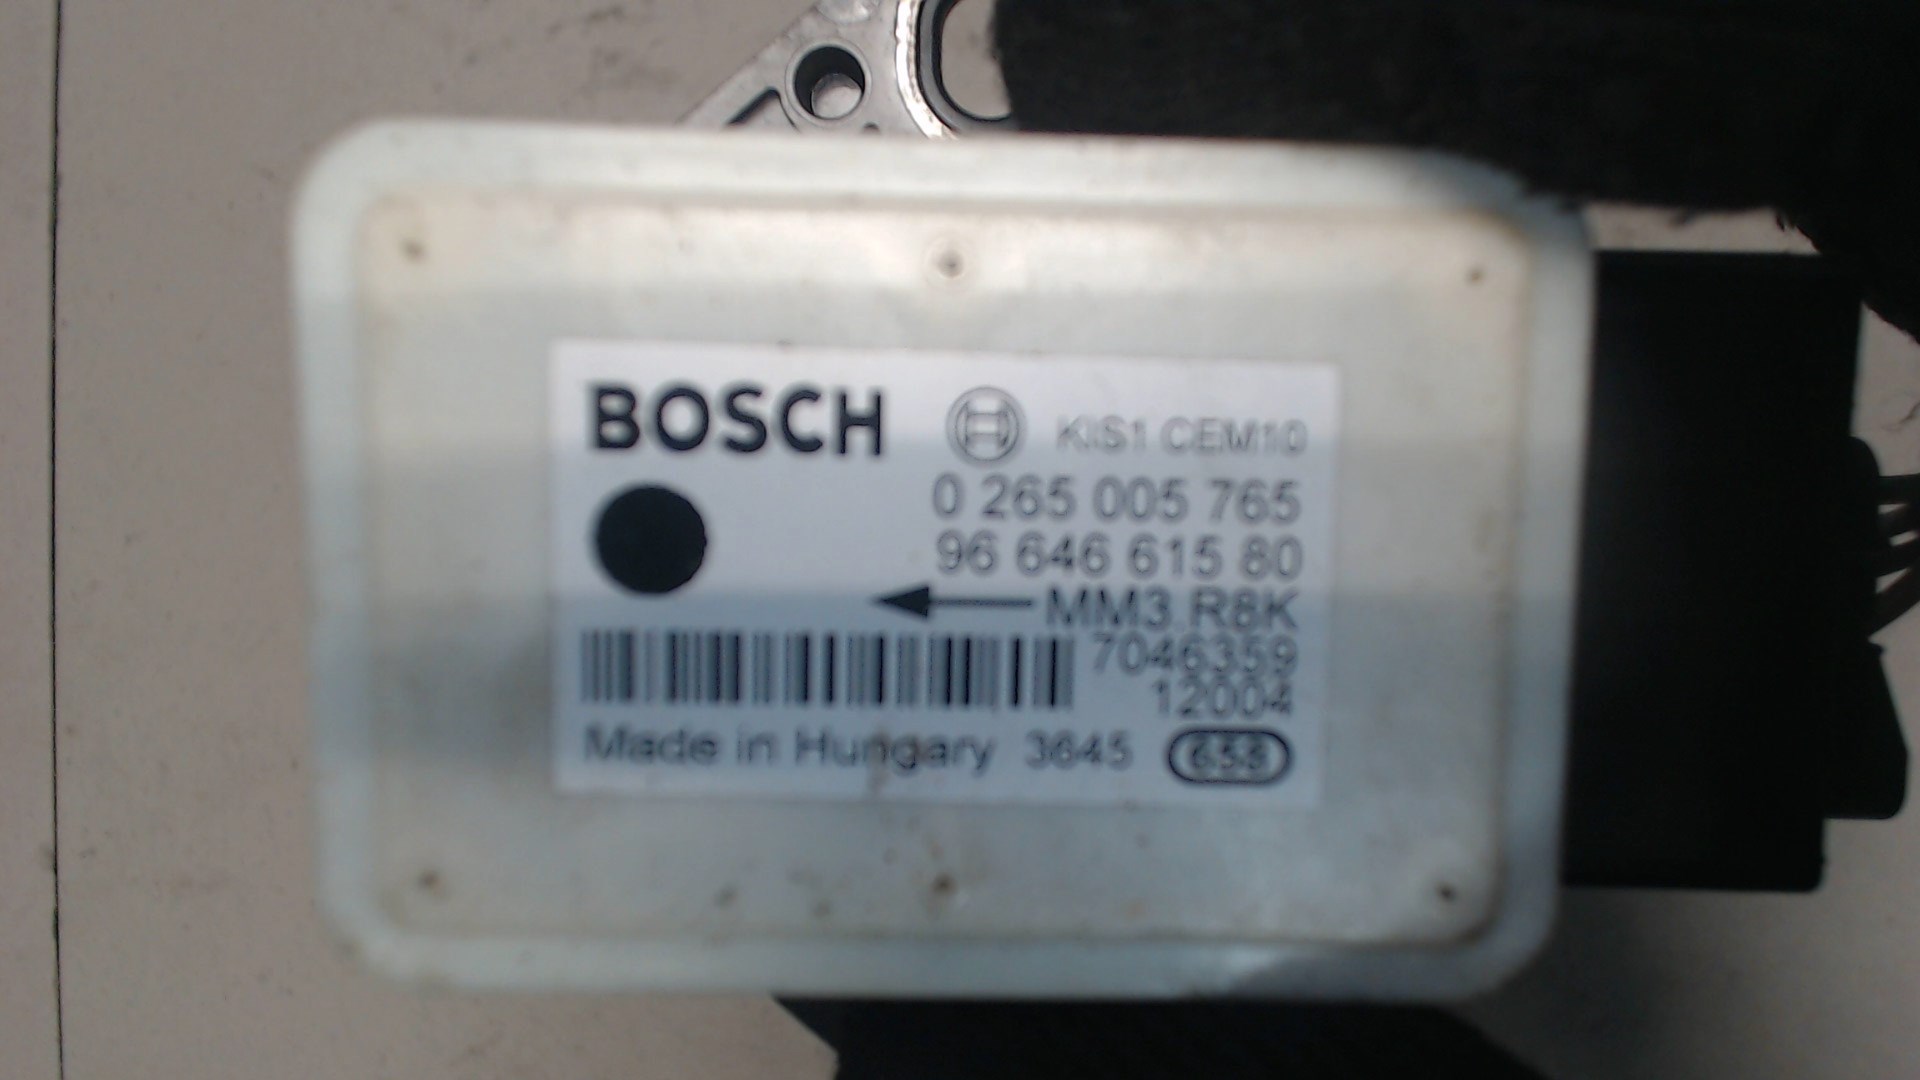 BOSCH KIS1 CEM10
0 265 005 765
96 646 615 80
MM3.R8K
7046359
12004
Made in Hungary 3645 658